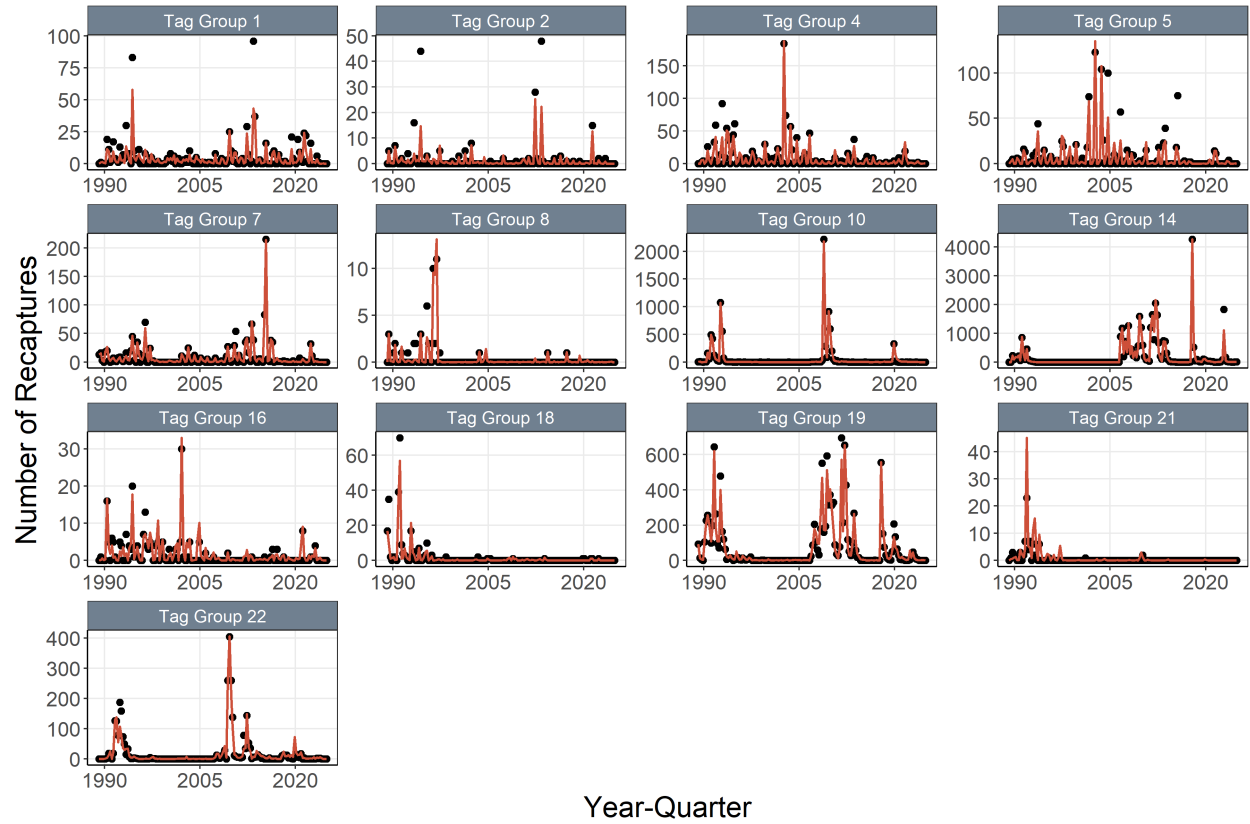 Tag Group 1 Tag Group 2 Tag Group 4 Tag Group 5
100 50 150 100
75 40 100 50
50 30 50 0
25 20 0
0 10
0
1990 2005 2020 1990 2005 2020 1990 2005 2020 1990 2005 2020
Tag Group 7 Tag Group 8 Tag Group 10 Tag Group 14
200 10 2000 4000
150 5 1500 3000
100 0 1000 2000
50 500 1000
0 0 0
1990 2005 2020 1990 2005 2020 1990 2005 2020 1990 2005 2020
Tag Group 16 Tag Group 18 Tag Group 19 Tag Group 21
30 60 600 40
20 40 400 30
10 20 200 20
0 0 0 10
0
1990 2005 2020 1990 2005 2020 1990 2005 2020 1990 2005 2020
Tag Group 22
400
300
200
100
0
1990 2005 2020
Number of Recaptures
Year-Quarter